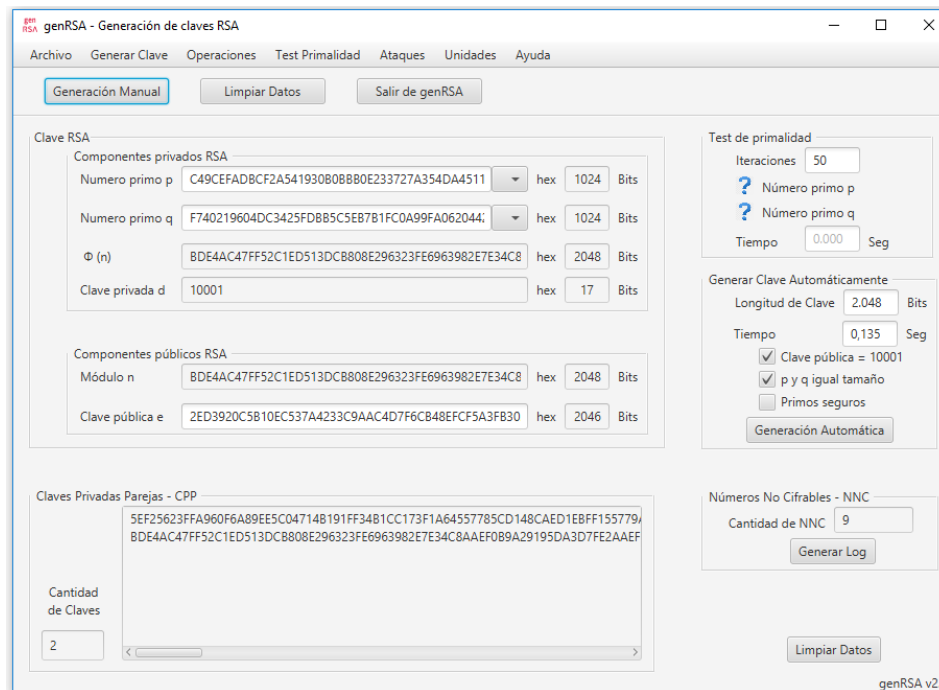 gen RSA genRSA - Generación de claves RSA
Archivo Generar Clave Operaciones Test Primalidad Ataques Unidades Ayuda
Generación Manual Limpiar Datos Salir de genRSA
Clave RSA
Componentes privados RSA
Numero primo p C49CEFADBCF2A541930B0BBB0E233727A354DA4511 hex 1024 Bits
Numero primo q F740219604DC3425FDBB5C5EB7B1FC0A99FA062044 hex 1024 Bits
Φ (n) BDE4AC47FF52C1ED513DCB808E296323FE6963982E7E34C8 hex 2048 Bits
Clave privada d 10001 hex 17 Bits
Componentes públicos RSA
Módulo n BDE4AC47FF52C1ED513DCB808E296323FE6963982E7E34C8 hex 2048 Bits
Clave pública e 2ED3920C5B10EC537A4233C9AAC4D7F6CB48EFCF5A3FB30 hex 2046 Bits
Test de primalidad
Iteraciones 50
? Número primo p
? Número primo q
Tiempo 0.000 Seg
Generar Clave Automáticamente
Longitud de Clave 2.048 Bits
Tiempo 0,135 Seg
Clave pública = 10001
p y q igual tamaño
Primos seguros
Generación Automática
Claves Privadas Parejas - CPP
5EF25623FFA960F6A89EE5C04714B191FF34B1CC173F1A64557785CD148CAED1EBFF155779
BDE4AC47FF52C1ED513DCB808E296323FE6963982E7E34C8AAEF0B9A29195DA3D7FE2AAEF
Cantidad
de Claves
2
Números No Cifrables - NNC
Cantidad de NNC 9
Generar Log
Limpiar Datos
genRSA v2